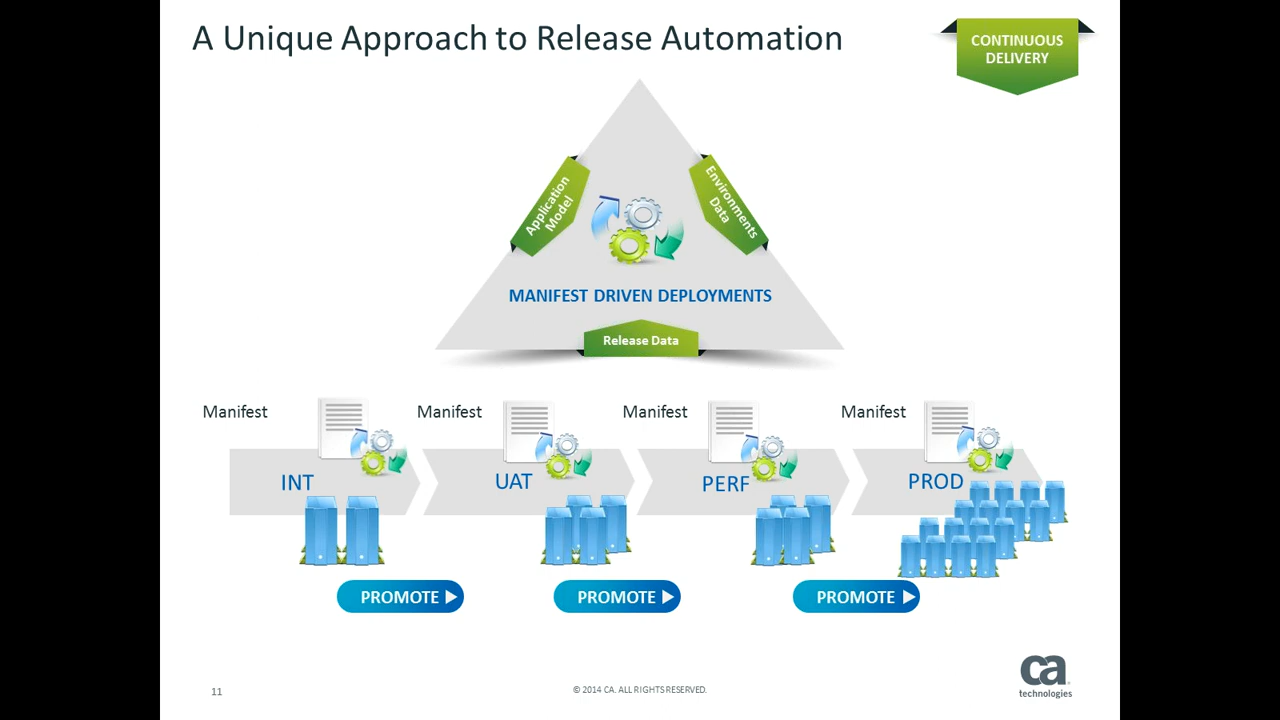 A Unique Approach to Release Automation
CONTINUOUS
DELIVERY
Application
Model
Environments
Data
MANIFEST DRIVEN DEPLOYMENTS
Release Data
Manifest
Manifest
Manifest
Manifest
INT
UAT
PERF
PROD
PROMOTE
PROMOTE
PROMOTE
11
© 2014 CA. ALL RIGHTS RESERVED.
ca
technologies